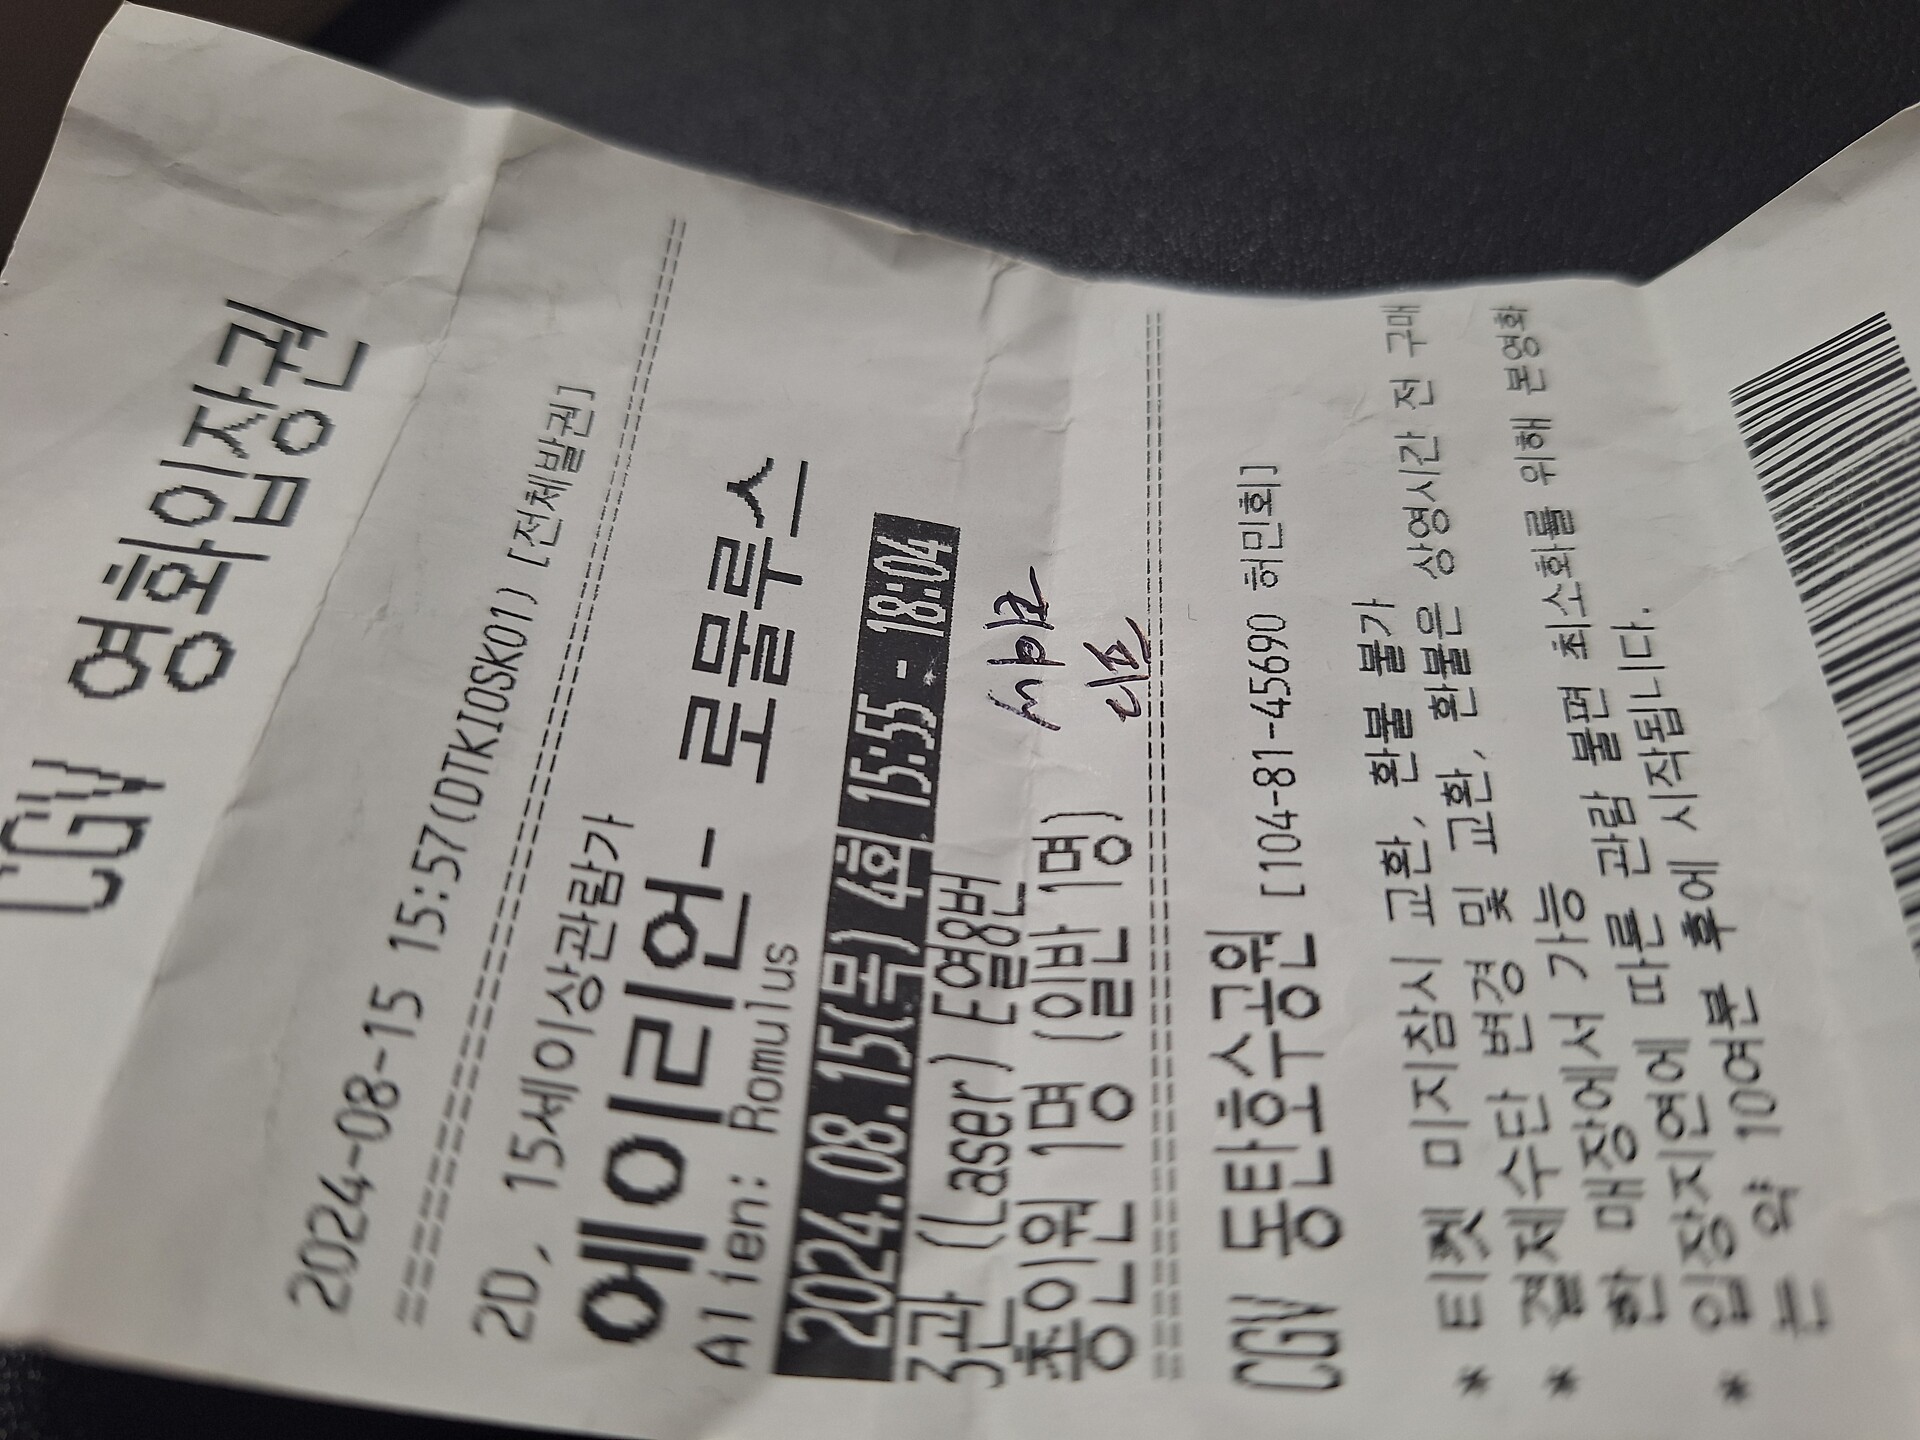 CGV 영화입장권
2024-08-15 15:57(DTKIOSK01) [전체발권]
2D, 15세이상관람가
에이리언- 로물루스
Alien: Romulus
2024.08.15(목) 4회 15:55 - 18:04
3관 ((Laser) E열8번
총인원 1명 (일반 1명)
CGV 동탄호수공원 [104-81-45690 허민회]
* 티켓 미지참시 교환, 환불 불가
* 결제수단 변경 및 교환, 환불은 상영시간 전 구매
한 매장에서 가능
* 입장지연에 따른 관람 불편 최소화를 위해 본영화
는 약 10여분 후에 시작됩니다.